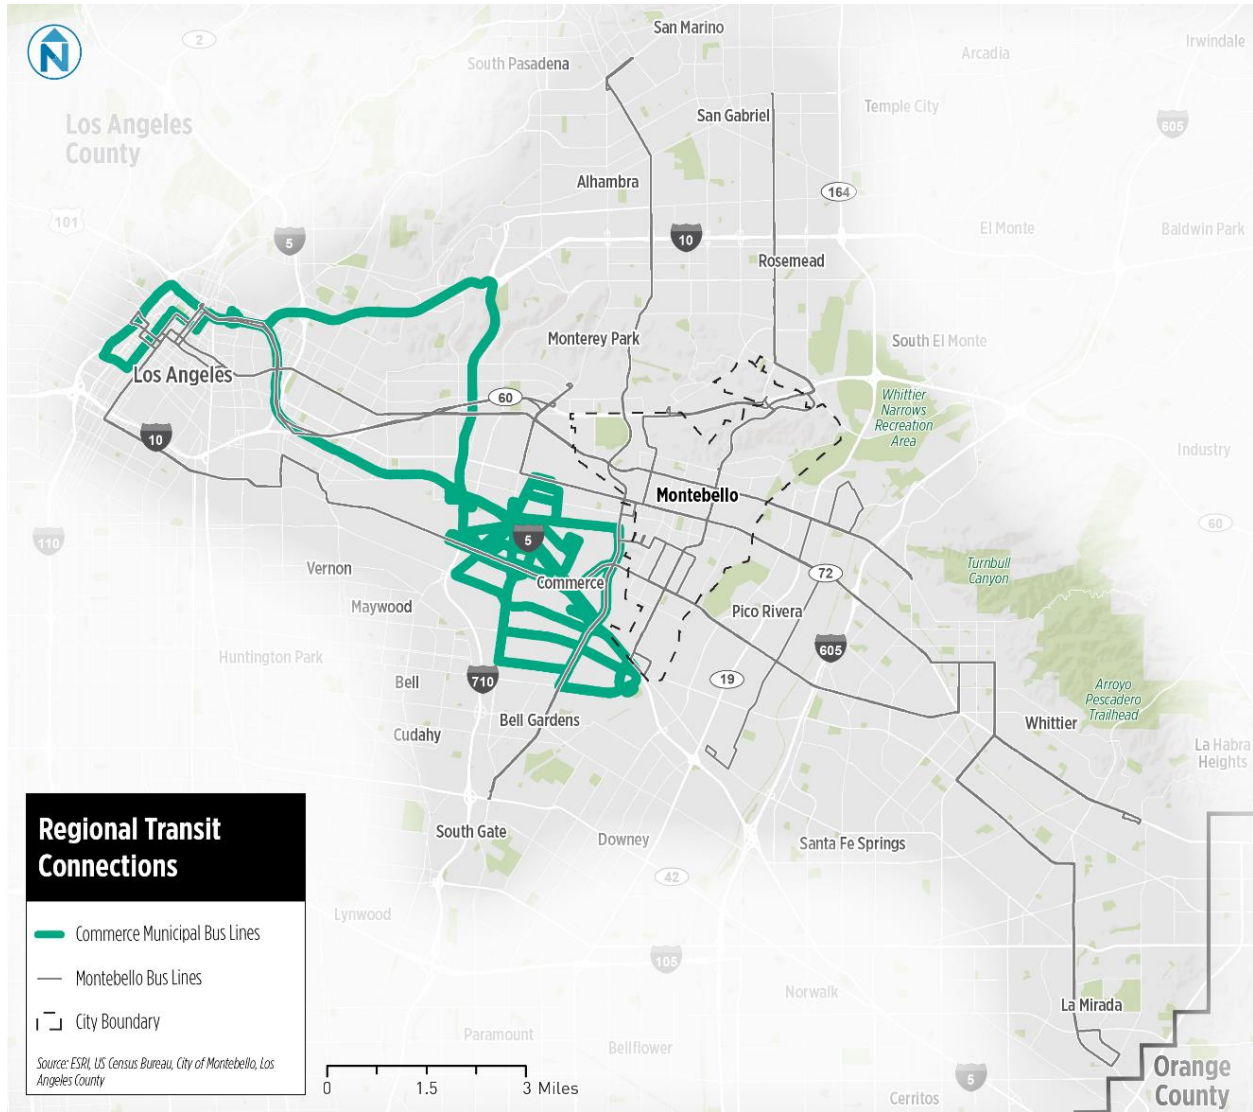 San Marino
N
2
Irwindale
Arcadia
South Pasadena
Temple City
San Gabriel
605
Los Angeles
County
Alhambra
164
101
5
10
El Monte
Baldwin Park
Rosemead
Monterey Park
South El Monte
Los Angeles
60
Whittier
Narrows
Recreation
Area
10
Industry
Montebello
60
110
5
Turnbull
Canyon
Vernon
Commerce
72
Maywood
Pico Rivera
Huntington Park
605
Bell
710
19
Arroyo
Pescadero
Trailhead
Bell Gardens
Whittier
Cudahy
La Habra
Heights
South Gate
Downey
Santa Fe Springs
42
Lynwood
105
Norwalk
La Mirada
Paramount
Bellflower
5
Orange
County
Cerritos
Regional Transit
Connections
Commerce Municipal Bus Lines
Montebello Bus Lines
City Boundary
Source: ESRI, US Census Bureau, City of Montebello, Los
Angeles County
0 1.5 3 Miles